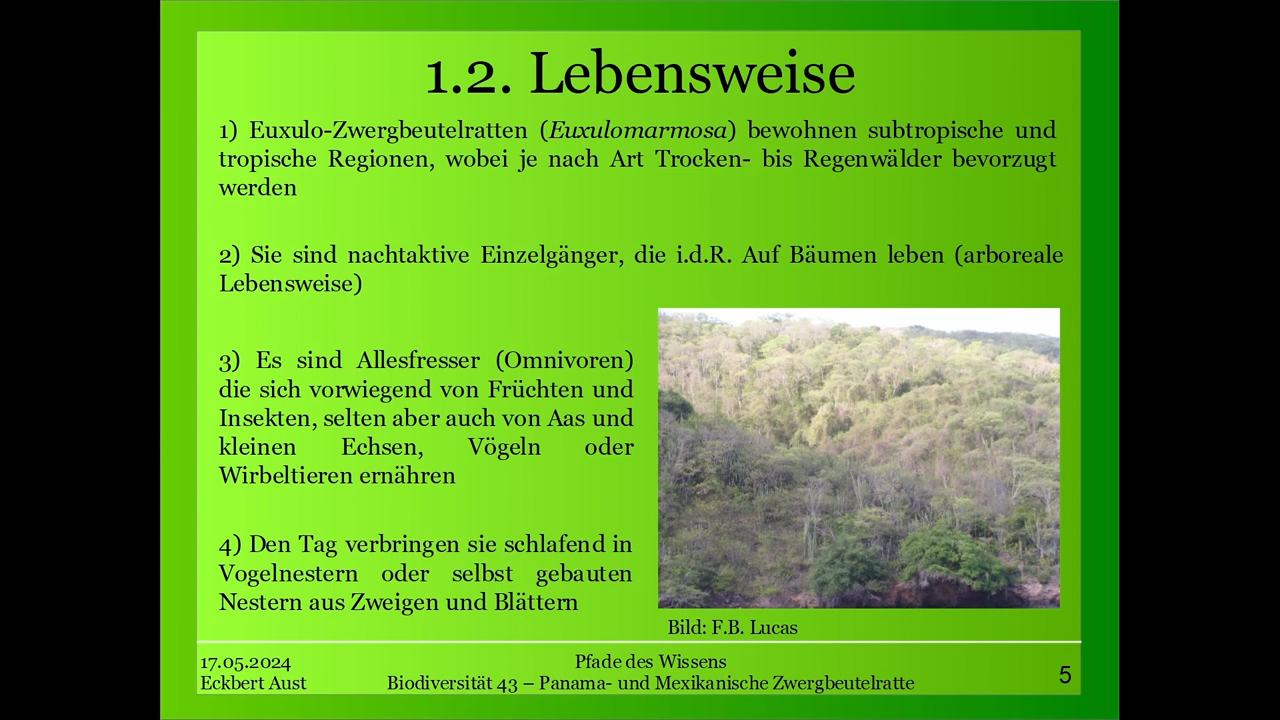 1.2. Lebensweise
1) Euxulo-Zwergbeutelratten (Euxulomarmosa) bewohnen subtropische und
tropische Regionen, wobei je nach Art Trocken- bis Regenwälder bevorzugt
werden
2) Sie sind nachtaktive Einzelgänger, die i.d.R. Auf Bäumen leben (arboreale
Lebensweise)
3) Es sind Allesfresser (Omnivoren)
die sich vorwiegend von Früchten und
Insekten, selten aber auch von Aas und
kleinen Echsen, Vögeln oder
Wirbeltieren ernähren
4) Den Tag verbringen sie schlafend in
Vogelnestern oder selbst gebauten
Nestern aus Zweigen und Blättern
Bild: F.B. Lucas
17.05.2024
Eckbert Aust
Pfade des Wissens
Biodiversität 43 – Panama- und Mexikanische Zwergbeutelratte
5